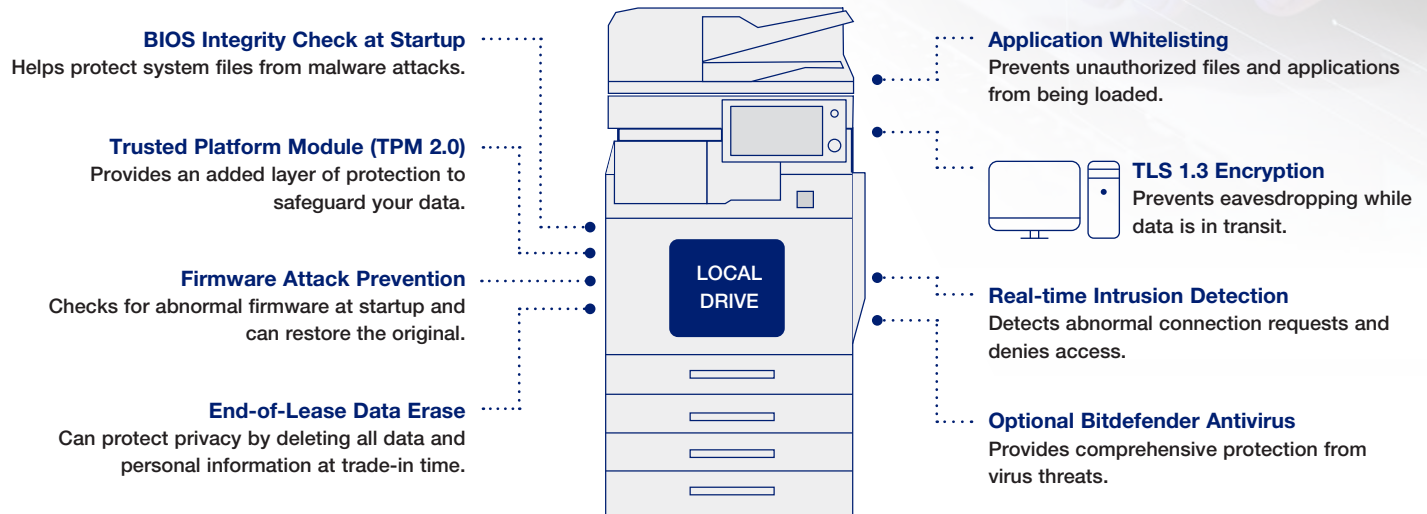 BIOS Integrity Check at Startup
Helps protect system files from malware attacks.
Trusted Platform Module (TPM 2.0)
Provides an added layer of protection to
safeguard your data.
Firmware Attack Prevention
Checks for abnormal firmware at startup and
can restore the original.
End-of-Lease Data Erase
Can protect privacy by deleting all data and
personal information at trade-in time.
LOCAL
DRIVE
Application Whitelisting
Prevents unauthorized files and applications
from being loaded.
TLS 1.3 Encryption
Prevents eavesdropping while
data is in transit.
Real-time Intrusion Detection
Detects abnormal connection requests and
denies access.
Optional Bitdefender Antivirus
Provides comprehensive protection from
virus threats.